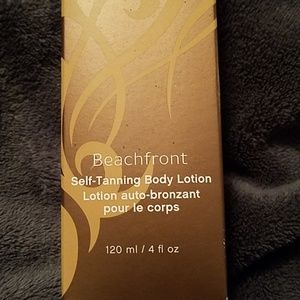 Beachfront
Self-Tanning Body Lotion
Lotion auto-bronzant
pour le corps
120 ml / 4 fl oz